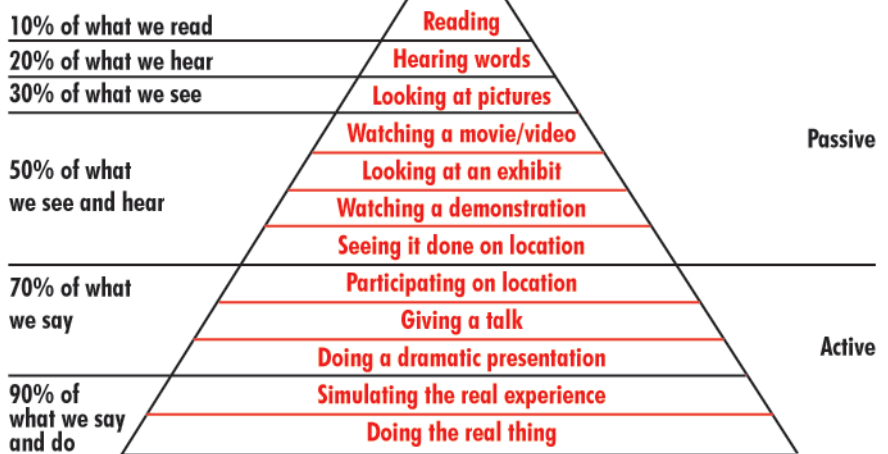 10% of what we read
Reading
20% of what we hear
Hearing words
30% of what we see
Looking at pictures
Watching a movie/video
Passive
50% of what
we see and hear
Looking at an exhibit
Watching a demonstration
Seeing it done on location
70% of what
we say
Participating on location
Giving a talk
Doing a dramatic presentation
Active
90% of
what we say
and do
Simulating the real experience
Doing the real thing